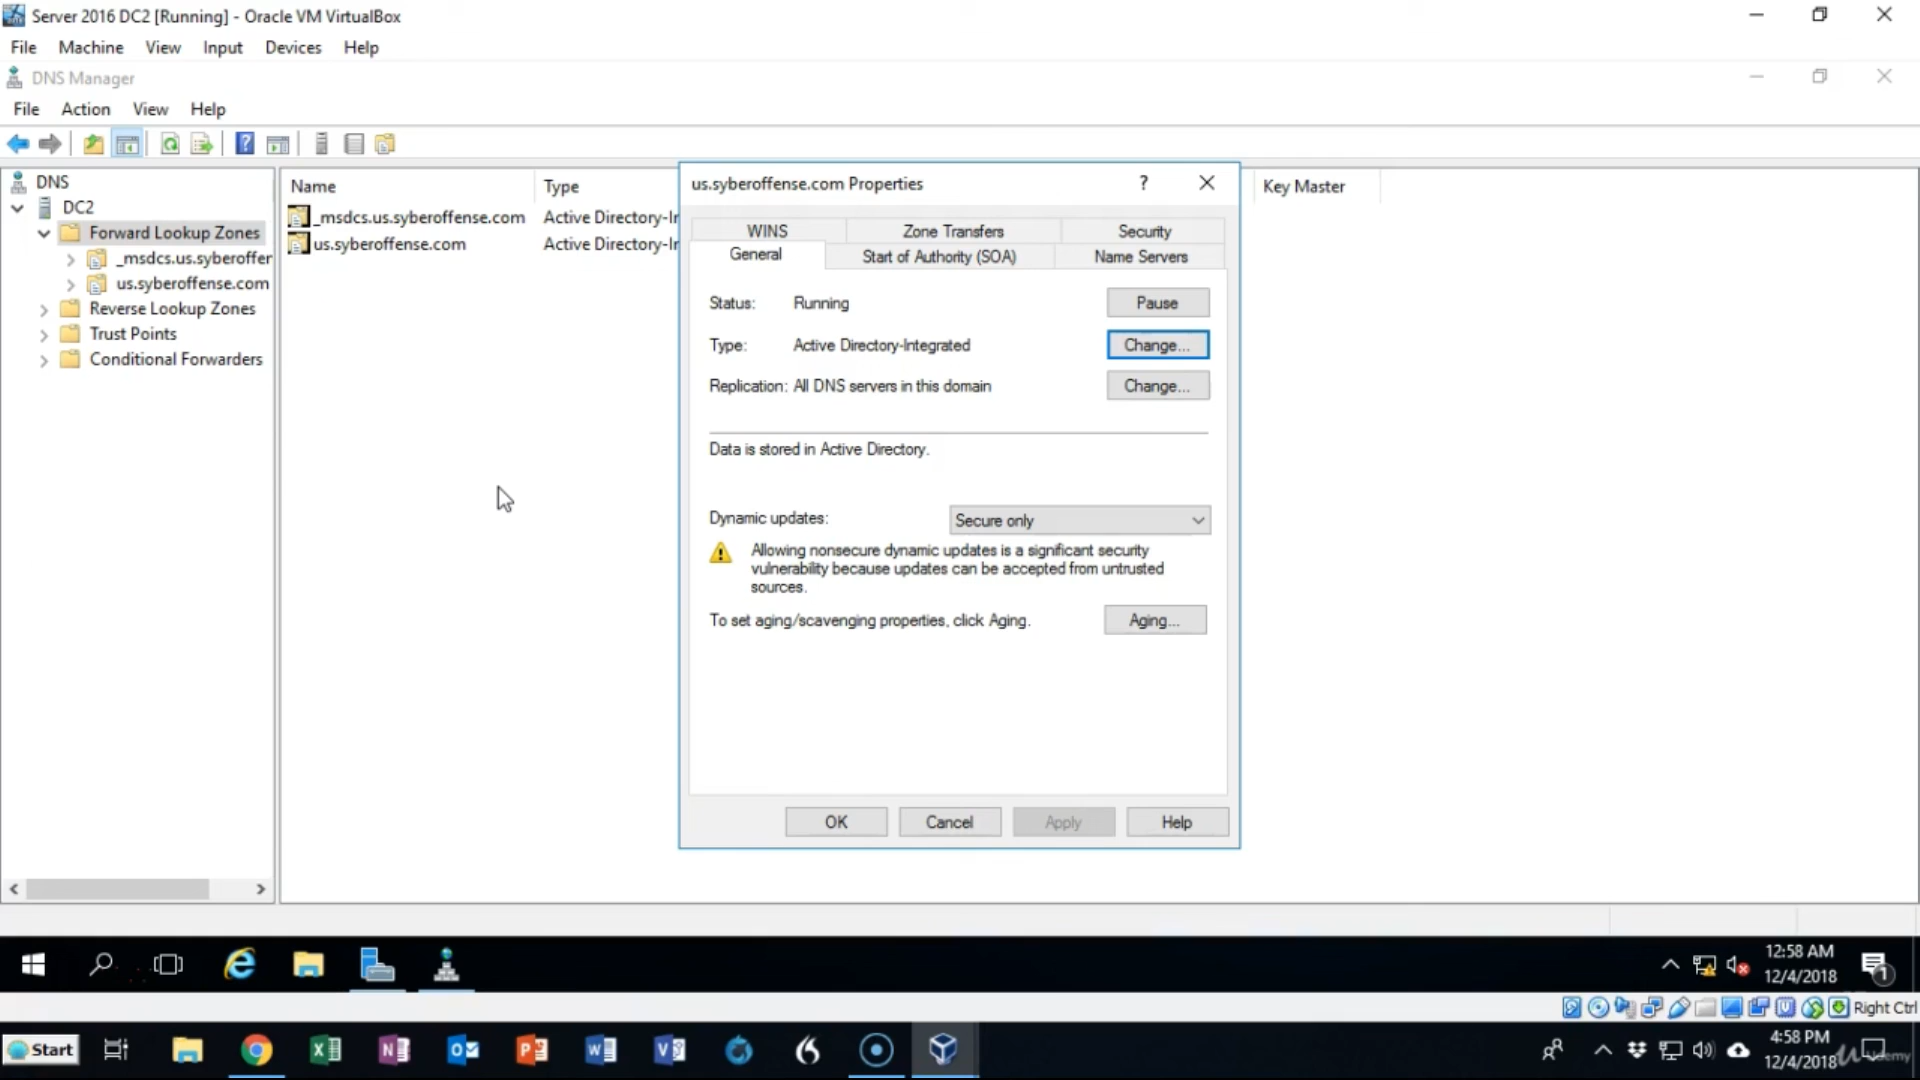 Server 2016 DC2 [Running] - Oracle VM VirtualBox
File Machine View Input Devices Help
DNS Manager
File Action View Help
DNS
DC2
Forward Lookup Zones
_msdcs.us.syberoffer
us.syberoffense.com
Reverse Lookup Zones
Trust Points
Conditional Forwarders
Name Type Key Master
_msdcs.us.syberoffense.com Active Directory-Ir
us.syberoffense.com Active Directory-Ir
us.syberoffense.com Properties
?
WINS Zone Transfers Security
General Start of Authority (SOA) Name Servers
Status: Running Pause
Type: Active Directory-Integrated Change...
Replication: All DNS servers in this domain Change...
Data is stored in Active Directory.
Dynamic updates: Secure only
Allowing nonsecure dynamic updates is a significant security
vulnerability because updates can be accepted from untrusted
sources.
To set aging/scavenging properties, click Aging. Aging...
OK Cancel Apply Help
12:58 AM
12/4/2018
1
Right Ctrl
Start
4:58 PM
12/4/2018
Udemy